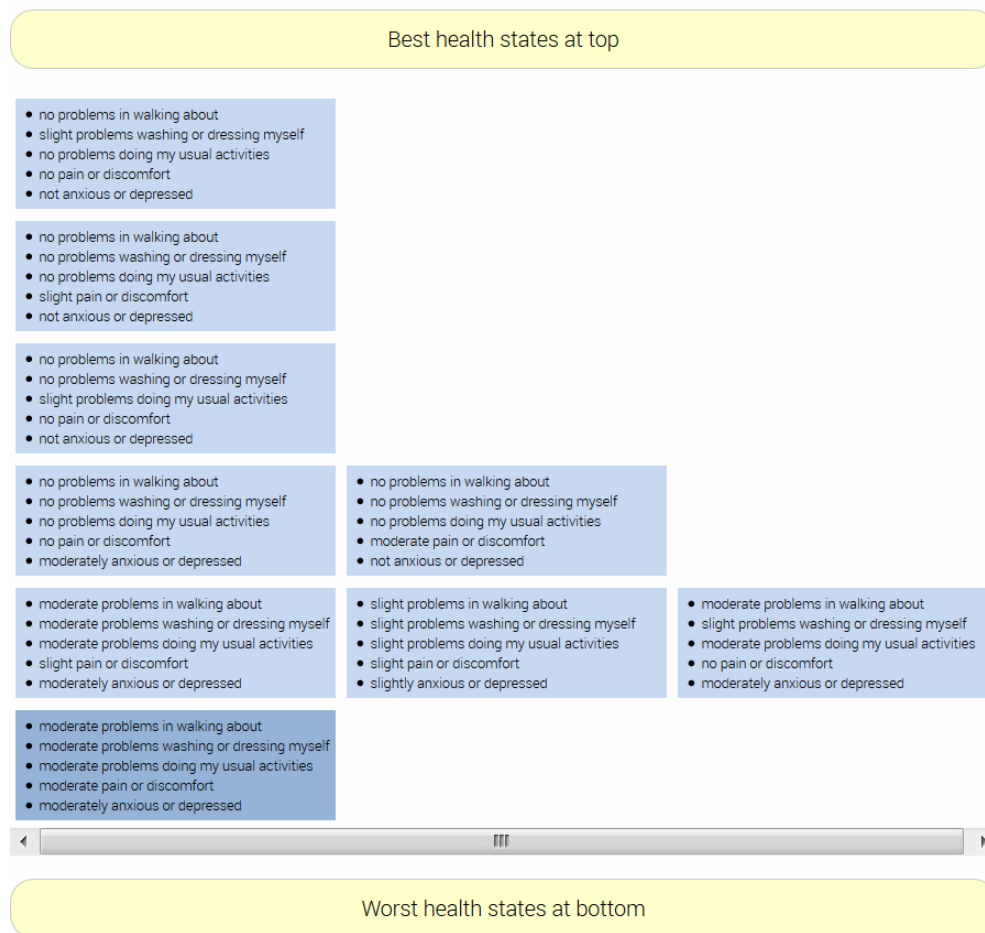 Best health states at top
• no problems in walking about
• slight problems washing or dressing myself
• no problems doing my usual activities
• no pain or discomfort
• not anxious or depressed
• no problems in walking about
• no problems washing or dressing myself
• no problems doing my usual activities
• slight pain or discomfort
• not anxious or depressed
• no problems in walking about
• no problems washing or dressing myself
• slight problems doing my usual activities
• no pain or discomfort
• not anxious or depressed
• no problems in walking about
• no problems washing or dressing myself
• no problems doing my usual activities
• no pain or discomfort
• moderately anxious or depressed
• no problems in walking about
• no problems washing or dressing myself
• no problems doing my usual activities
• moderate pain or discomfort
• not anxious or depressed
• moderate problems in walking about
• moderate problems washing or dressing myself
• moderate problems doing my usual activities
• slight pain or discomfort
• moderately anxious or depressed
• slight problems in walking about
• slight problems washing or dressing myself
• slight problems doing my usual activities
• slight pain or discomfort
• slightly anxious or depressed
• moderate problems in walking about
• slight problems washing or dressing myself
• moderate problems doing my usual activities
• no pain or discomfort
• moderately anxious or depressed
• moderate problems in walking about
• moderate problems washing or dressing myself
• moderate problems doing my usual activities
• moderate pain or discomfort
• moderately anxious or depressed
Worst health states at bottom